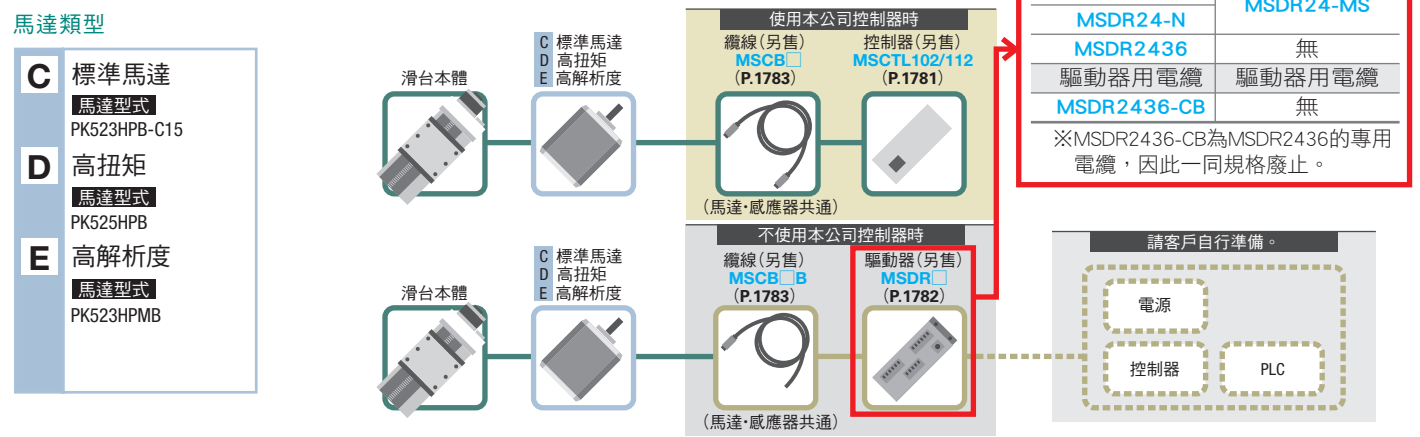 馬達類型
C 標準馬達
馬達型式
PK523HPB-C15
D 高扭矩
馬達型式
PK525HPB
E 高解析度
馬達型式
PK523HPMB
滑台本體
C 標準馬達
D 高扭矩
E 高解析度
使用本公司控制器時
纜線(另售)
MSCB□
(P.1783)
控制器(另售)
MSCTL102/112
(P.1781)
(馬達・感應器共通)
滑台本體
C 標準馬達
D 高扭矩
E 高解析度
不使用本公司控制器時
纜線(另售)
MSCB□B
(P.1783)
驅動器(另售)
MSDR□
(P.1782)
(馬達・感應器共通)
MSDR24-N
MSDR24-MS
MSDR2436 無
驅動器用電纜 驅動器用電纜
MSDR2436-CB 無
※MSDR2436-CB為MSDR2436的專用
電纜,因此一同規格廢止。
請客戶自行準備。
電源
控制器
PLC